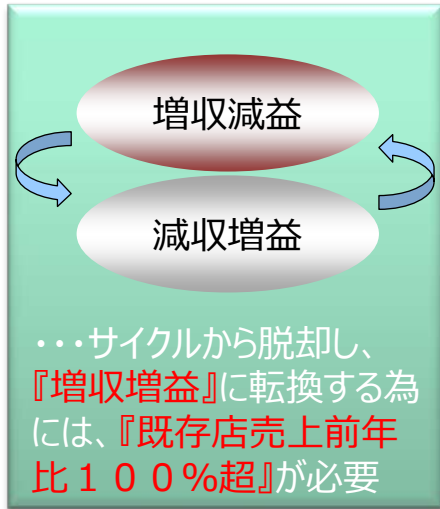 増収減益
減収増益
・・・サイクルから脱却し、
『増収増益』に転換する為
には、『既存店売上前年
比１００％超』が必要